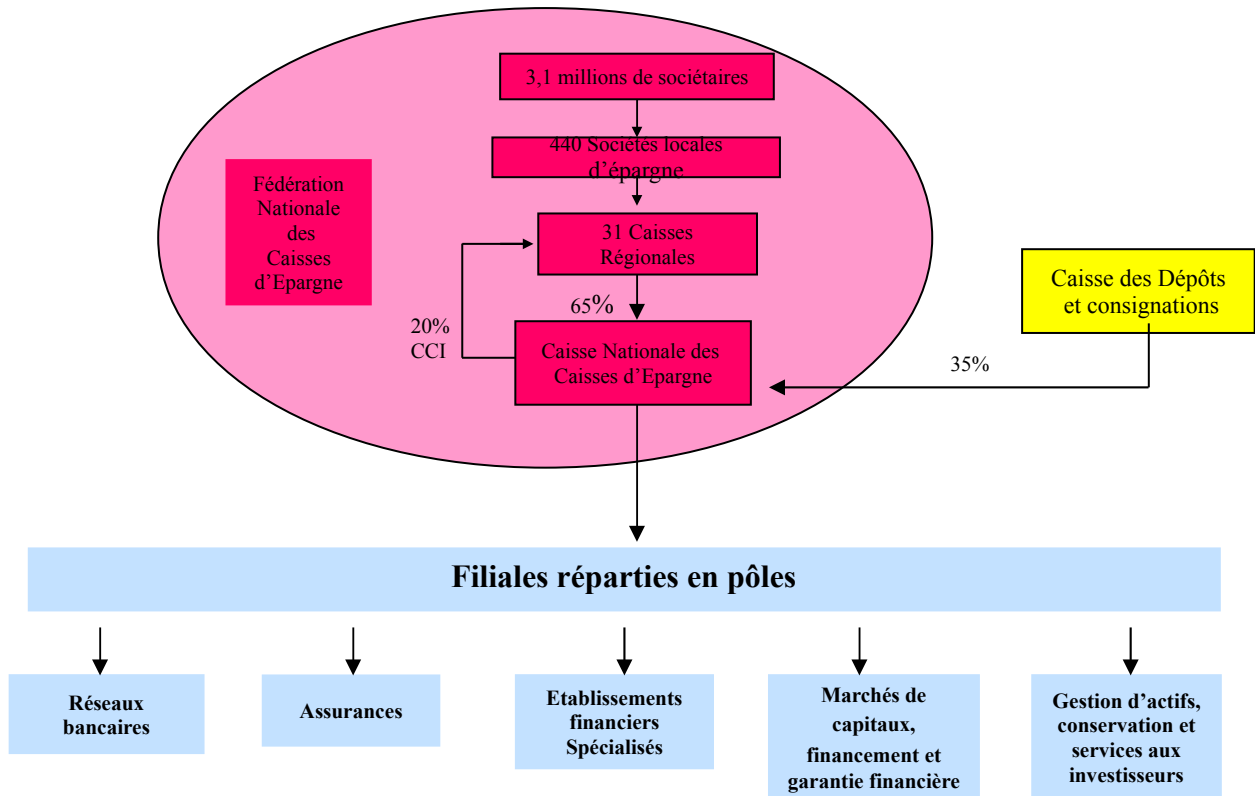 3,1 millions de sociétaires
440 Sociétés locales
d’épargne
Fédération
Nationale
des
Caisses
d’Epargne
31 Caisses
Régionales
65%
20%
CCI
Caisse Nationale des
Caisses d’Epargne
Caisse des Dépôts
et consignations
35%
Filiales réparties en pôles
Réseaux
bancaires
Assurances
Etablissements
financiers
Spécialisés
Marchés de
capitaux,
financement et
garantie financière
Gestion d’actifs,
conservation et
services aux
investisseurs